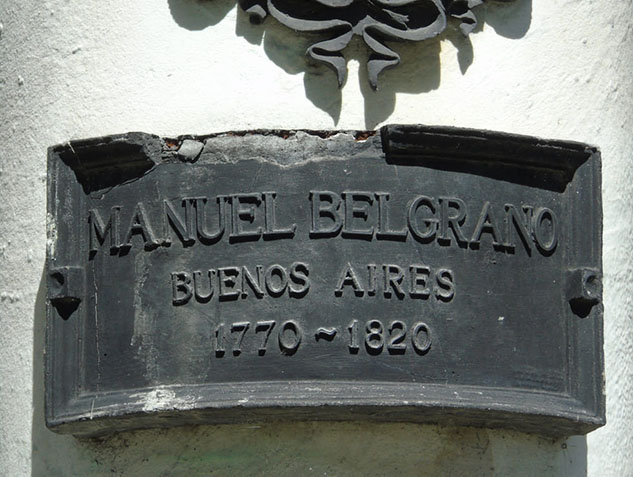 MANUEL BELGRANO
BUENOS AIRES
1770 ~ 1820